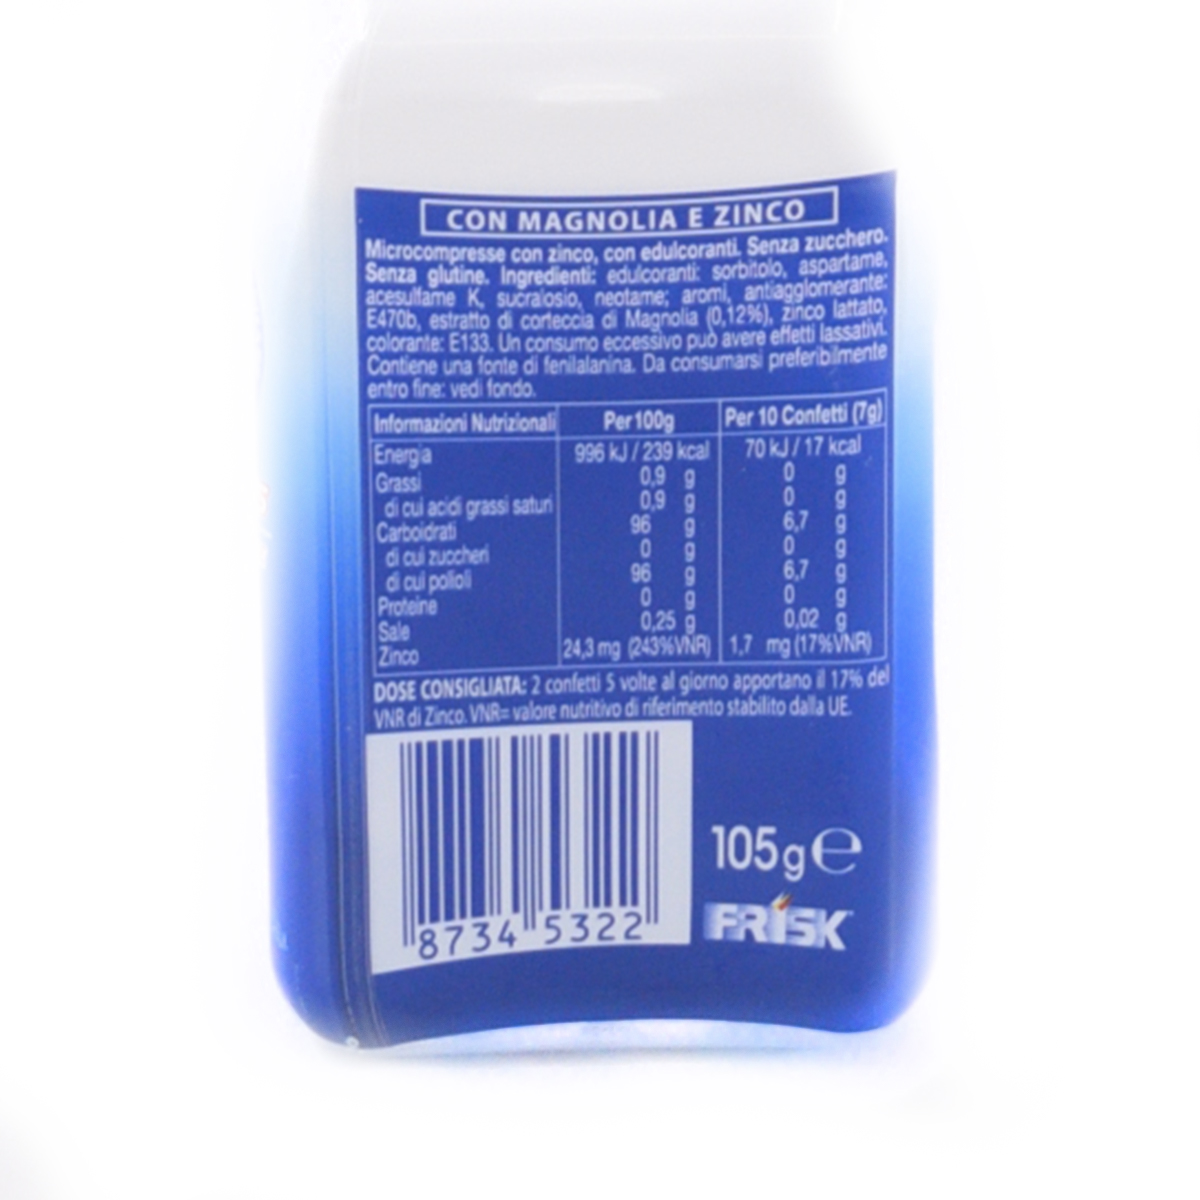 CON MAGNOLIA E ZINCO
Microcompresse con zinco, con edulcoranti. Senza zucchero.
Senza glutine. Ingredienti: edulcoranti: sorbitolo, aspartame,
acesulfame K, sucralosio, neotame; aromi, antiagglomerante:
E470b, estratto di corteccia di Magnolia (0,12%), zinco lattato,
colorante: E133. Un consumo eccessivo può avere effetti lassativi.
Contiene una fonte di fenilalanina. Da consumarsi preferibilmente
entro fine: vedi fondo.
Informazioni Nutrizionali Per 100g Per 10 Confetti (7g)
Energia 996 kJ / 239 kcal 70 kJ / 17 kcal
Grassi 0,9 g 0 g
di cui acidi grassi saturi 0,9 g 0 g
Carboidrati 96 g 6,7 g
di cui zuccheri 0 g 0 g
di cui polioli 96 g 6,7 g
Proteine 0 g 0 g
Sale 0,25 g 0,02 g
Zinco 24,3 mg (243%VNR) 1,7 mg (17%VNR)
DOSE CONSIGLIATA: 2 confetti 5 volte al giorno apportano il 17% del
VNR di Zinco. VNR= valore nutritivo di riferimento stabilito dalla UE.
8734 5322
105g e
FRISK